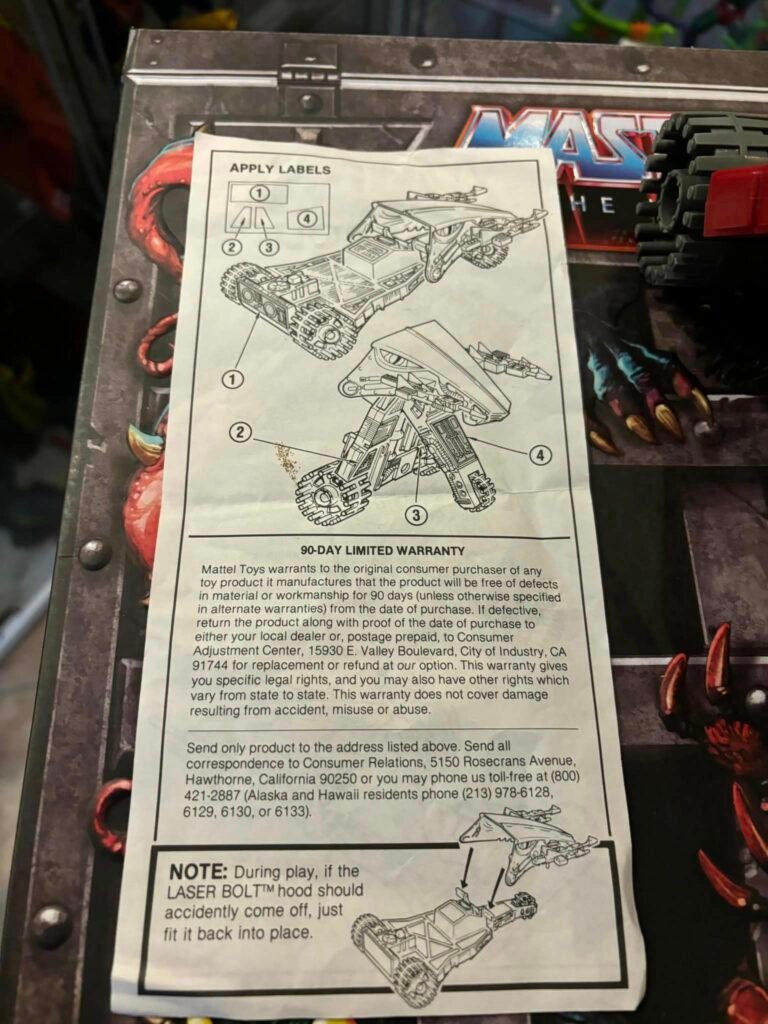 MAS
HE
APPLY LABELS
1
4
2
3
1
2
4
3
90-DAY LIMITED WARRANTY
Mattel Toys warrants to the original consumer purchaser of any
toy product it manufactures that the product will be free of defects
in material or workmanship for 90 days (unless otherwise specified
in alternate warranties) from the date of purchase. If defective,
return the product along with proof of the date of purchase to
either your local dealer or, postage prepaid, to Consumer
Adjustment Center, 15930 E. Valley Boulevard, City of Industry, CA
91744 for replacement or refund at our option. This warranty gives
you specific legal rights, and you may also have other rights which
vary from state to state. This warranty does not cover damage
resulting from accident, misuse or abuse.
Send only product to the address listed above. Send all
correspondence to Consumer Relations, 5150 Rosecrans Avenue,
Hawthorne, California 90250 or you may phone us toll-free at (800)
421-2887 (Alaska and Hawaii residents phone (213) 978-6128,
6129, 6130, or 6133).
NOTE: During play, if the
LASER BOLT™ hood should
accidently come off, just
fit it back into place.